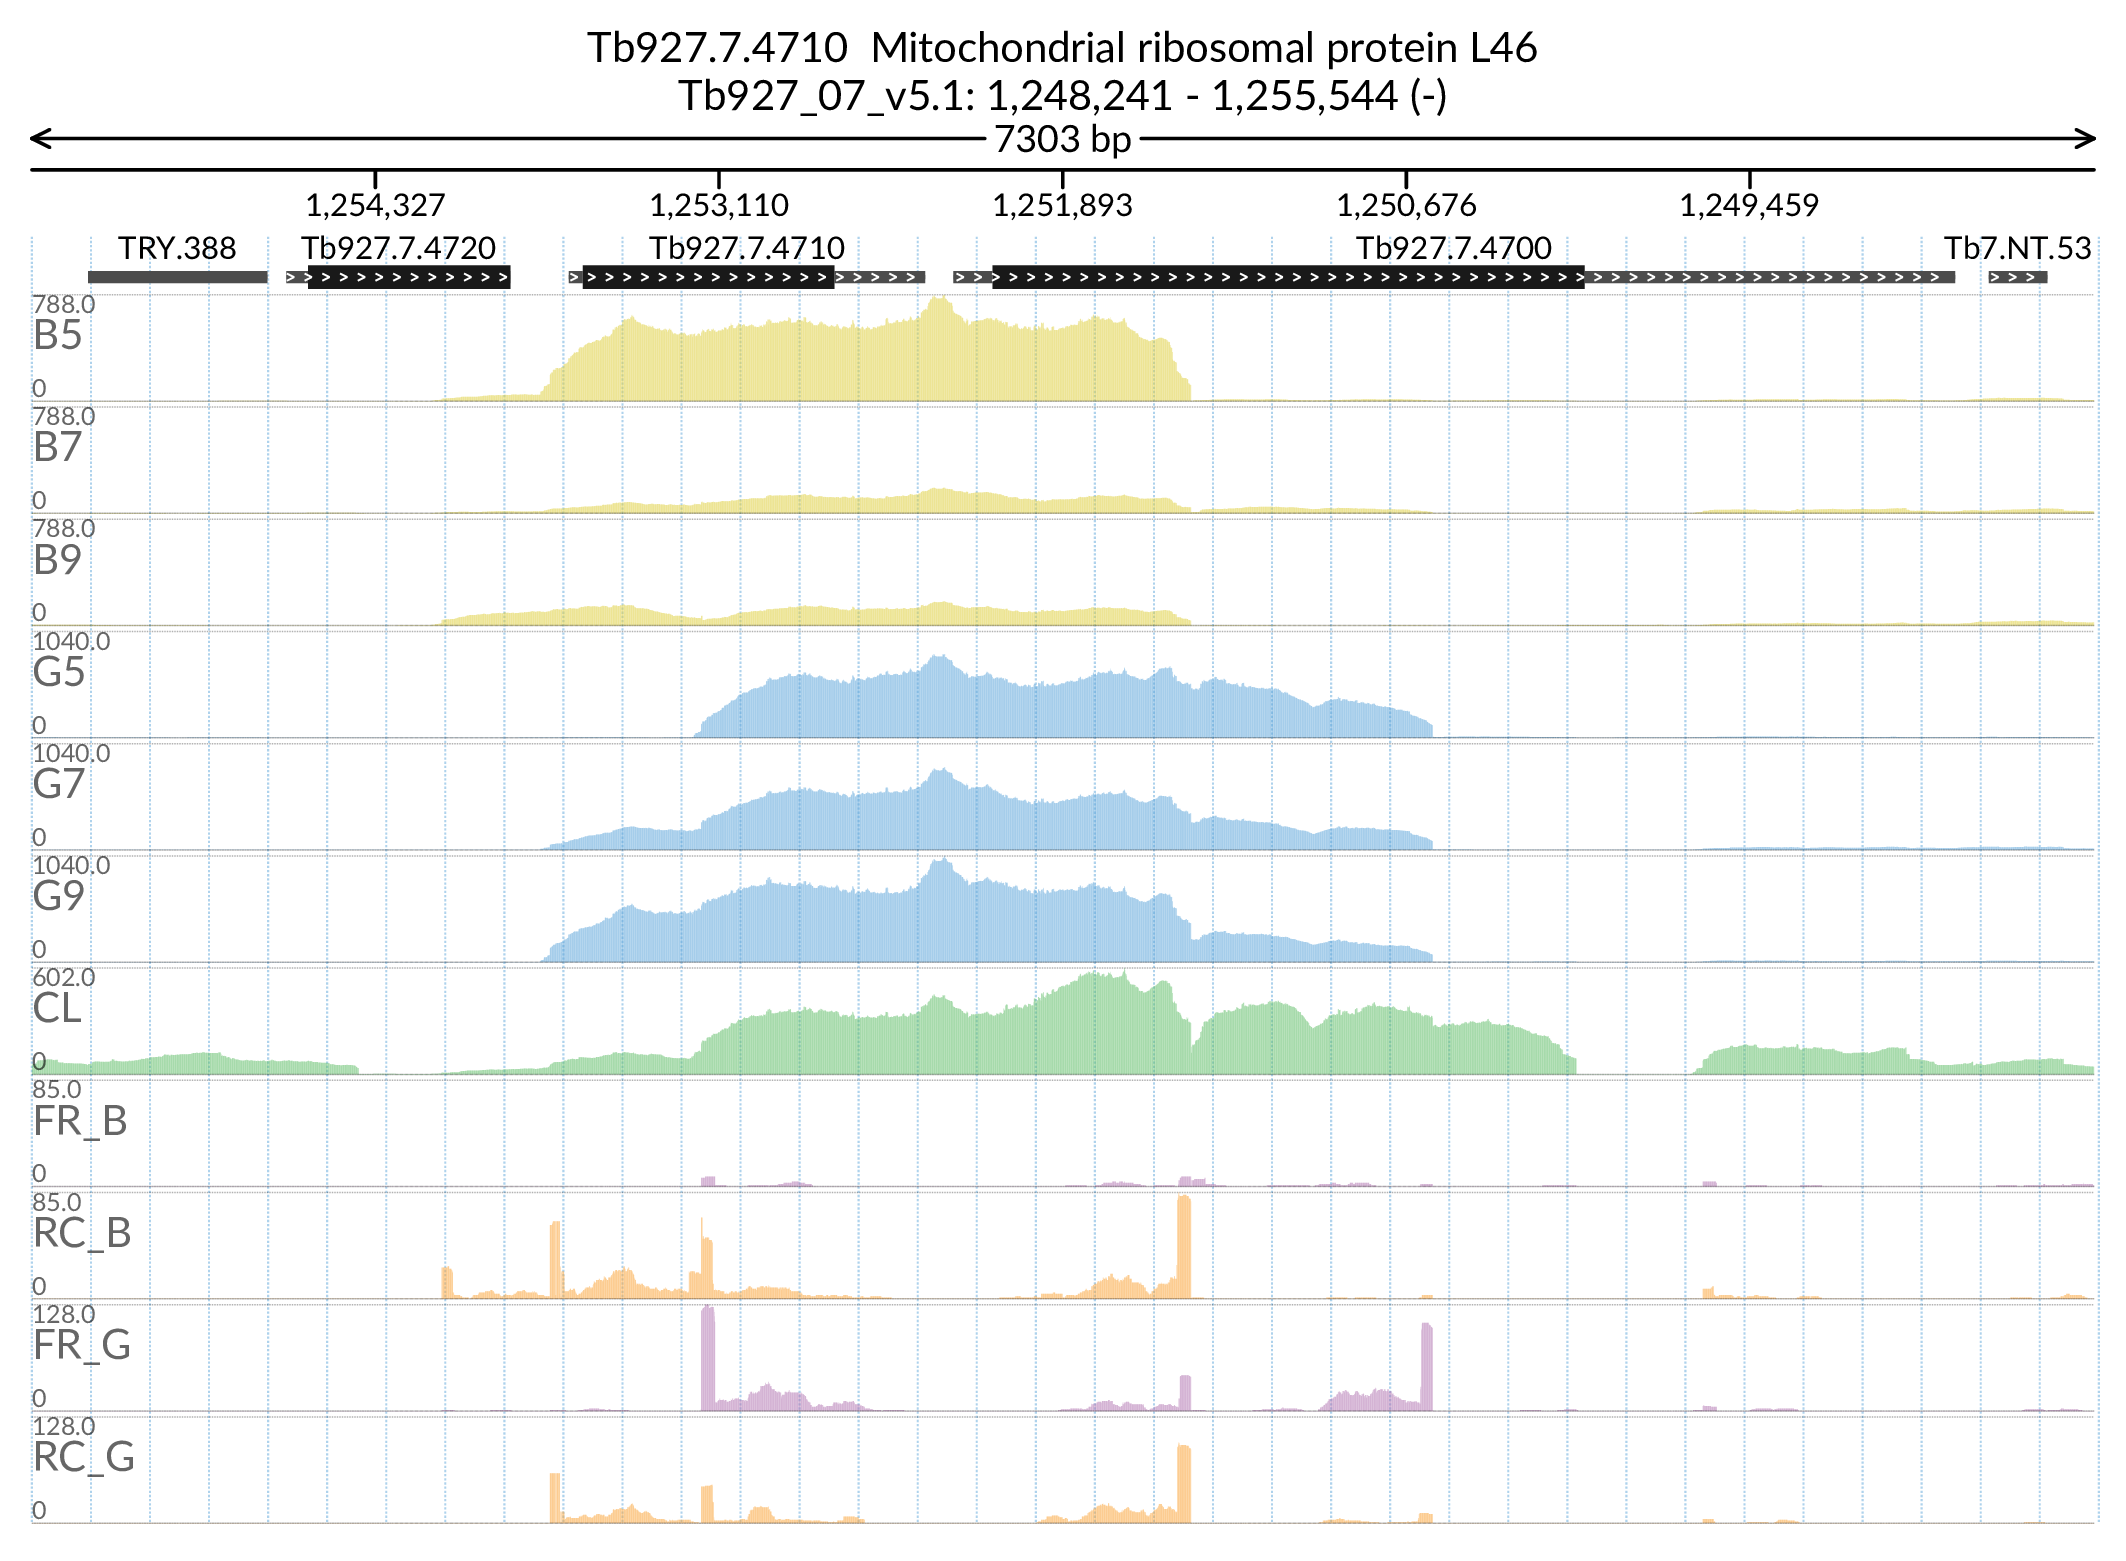 Tb927.7.4710  Mitochondrial ribosomal protein L46
Tb927_07_v5.1: 1,248,241 - 1,255,544 (-)
7303 bp
1,254,327 1,253,110 1,251,893 1,250,676 1,249,459
TRY.388 Tb927.7.4720 Tb927.7.4710 Tb927.7.4700 Tb7.NT.53
788.0
B5
0
788.0
B7
0
788.0
B9
0
1040.0
G5
0
1040.0
G7
0
1040.0
G9
0
602.0
CL
0
85.0
FR_B
0
85.0
RC_B
0
128.0
FR_G
0
128.0
RC_G
0